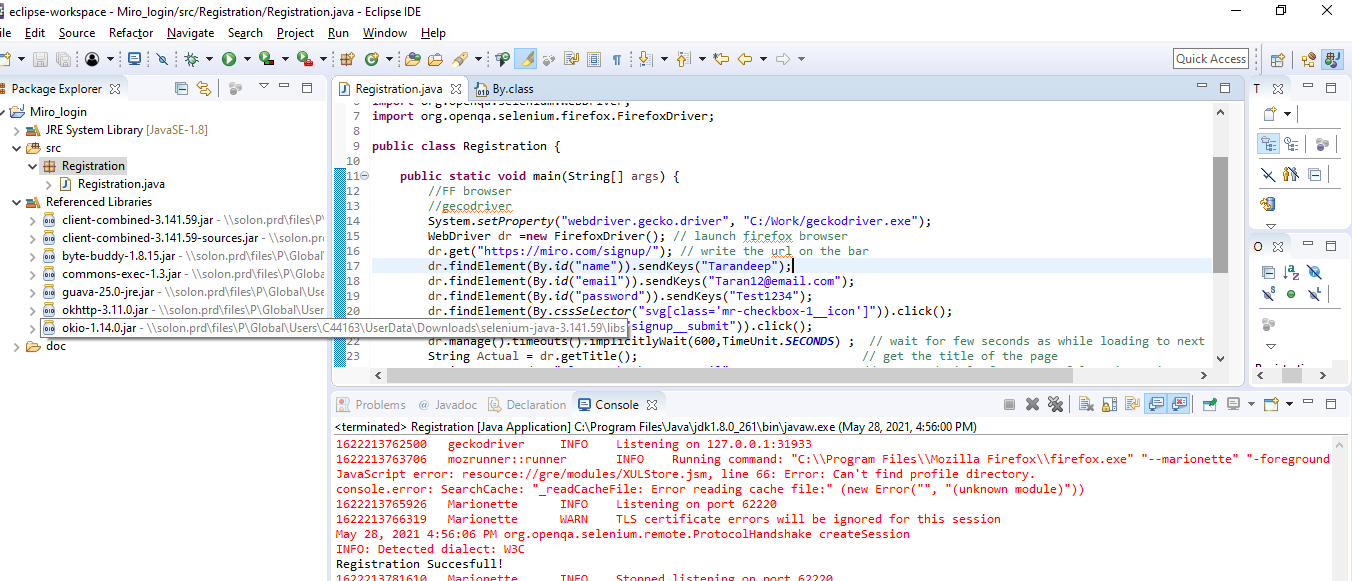 eclipse-workspace - Miro_login/src/Registration/Registration.java - Eclipse IDE
Edit Source Refactor Navigate Search Project Run Window Help
Quick Access
Package Explorer
Miro_login
JRE System Library [JavaSE-1.8]
src
Registration
Registration.java
Referenced Libraries
client-combined-3.141.59.jar - \\solon.prd\files\P\
client-combined-3.141.59-sources.jar - \\solon.prd
byte-buddy-1.8.15.jar - \\solon.prd\files\P\Global
commons-exec-1.3.jar - \\solon.prd\files\P\Global\
guava-25.0-jre.jar - \\solon.prd\files\P\Global\Use
okhttp-3.11.0.jar - \\solon.prd\files\P\Global\User
okio-1.14.0.jar - \\solon.prd\files\P\Global\Users\C44163\UserData\Downloads\selenium-java-3.141.59\libs
doc
Registration.java By.class
import org.openqa.selenium.WebDriver;
7 import org.openqa.selenium.firefox.FirefoxDriver;
8
9 public class Registration {
10
11 public static void main(String[] args) {
12 //FF browser
13 //gecodriver
14 System.setProperty("webdriver.gecko.driver", "C:/Work/geckodriver.exe");
15 WebDriver dr =new FirefoxDriver(); // launch firefox browser
16 dr.get("https://miro.com/signup/"); // write the url on the bar
17 dr.findElement(By.id("name")).sendKeys("Tarandeep");
18 dr.findElement(By.id("email")).sendKeys("Taran12@email.com");
19 dr.findElement(By.id("password")).sendKeys("Test1234");
20 dr.findElement(By.cssSelector("svg[class='mr-checkbox-1__icon']")).click();
signup__submit")).click();
22 dr.manage().timeouts().implicitlyWait(600,TimeUnit.SECONDS) ; // wait for few seconds as while loading to next
23 String Actual = dr.getTitle(); // get the title of the page
T
O
Problems @ Javadoc Declaration Console
<terminated> Registration [Java Application] C:\Program Files\Java\jdk1.8.0_261\bin\javaw.exe (May 28, 2021, 4:56:00 PM)
1622213762500 geckodriver INFO Listening on 127.0.0.1:31933
1622213763706 mozrunner::runner INFO Running command: "C:\\Program Files\\Mozilla Firefox\\firefox.exe" "--marionette" "-foreground
JavaScript error: resource://gre/modules/XULStore.jsm, line 66: Error: Can't find profile directory.
console.error: SearchCache: "_readCacheFile: Error reading cache file:" (new Error("", "(unknown module)"))
1622213765926 Marionette INFO Listening on port 62220
1622213766319 Marionette WARN TLS certificate errors will be ignored for this session
May 28, 2021 4:56:06 PM org.openqa.selenium.remote.ProtocolHandshake createSession
INFO: Detected dialect: W3C
Registration Succesfull!
1622213781610 Marionette INFO Stopped listening on port 62220